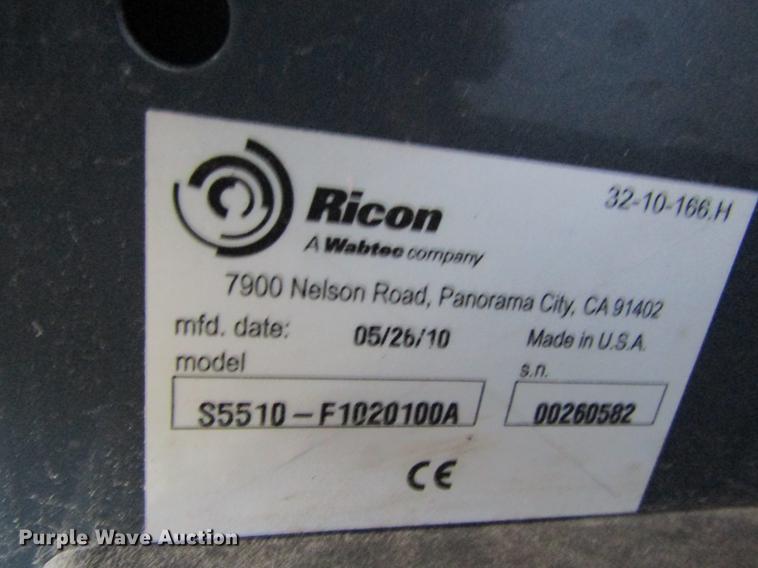 Ricon
32-10-166.H
A Wabtec company
7900 Nelson Road, Panorama City, CA 91402
mfd. date: 05/26/10 Made in U.S.A.
model s.n.
S5510-F1020100A 00260582
CE
Purple Wave Auction